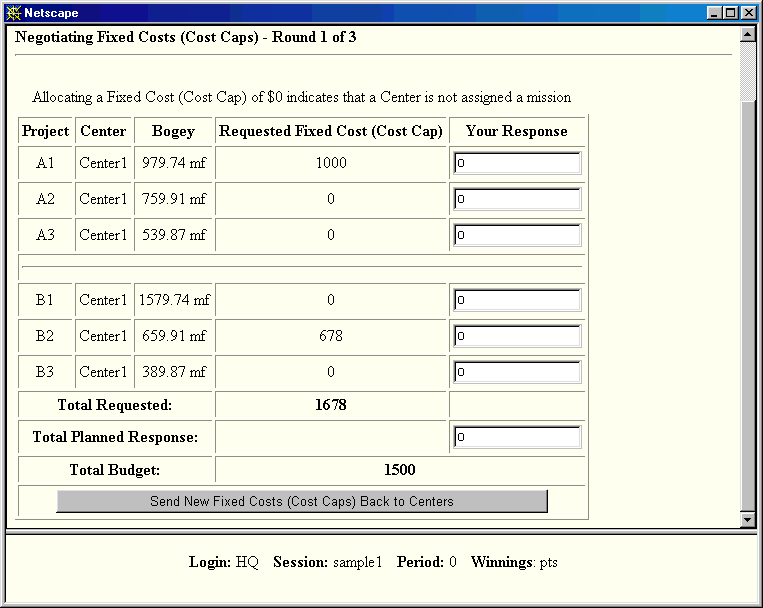 Netscape
Negotiating Fixed Costs (Cost Caps) - Round 1 of 3
Allocating a Fixed Cost (Cost Cap) of $0 indicates that a Center is not assigned a mission
Project Center Bogey Requested Fixed Cost (Cost Cap) Your Response
A1 Center1 979.74 mf 1000 0
A2 Center1 759.91 mf 0 0
A3 Center1 539.87 mf 0 0
B1 Center1 1579.74 mf 0 0
B2 Center1 659.91 mf 678 0
B3 Center1 389.87 mf 0 0
Total Requested: 1678
Total Planned Response: 0
Total Budget: 1500
Send New Fixed Costs (Cost Caps) Back to Centers
Login: HQ Session: sample1 Period: 0 Winnings: pts